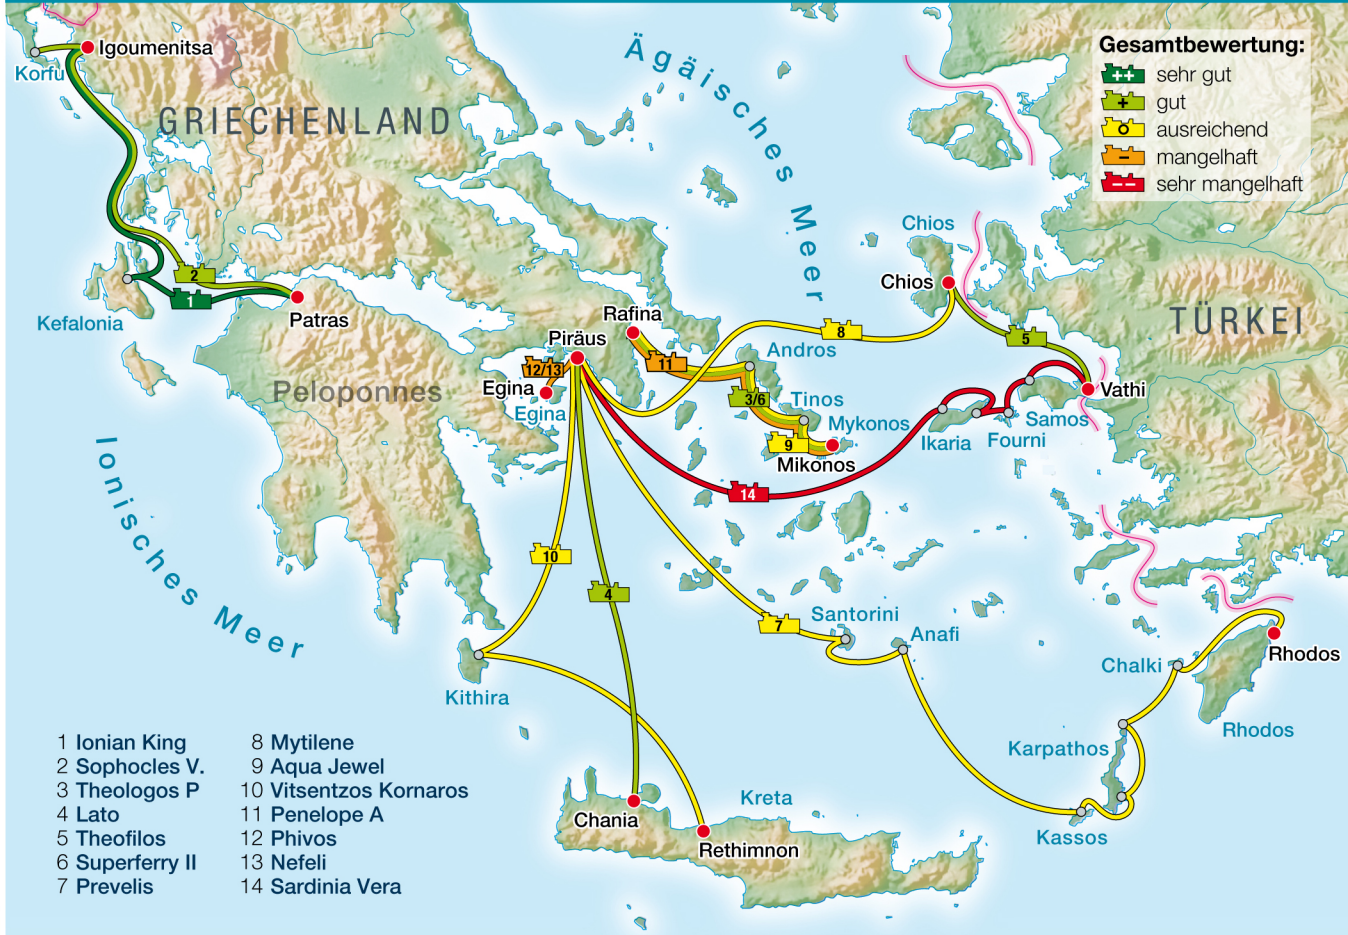 Igoumenitsa
Korfu
GRIECHENLAND
Ägäisches Meer
Gesamtbewertung:
++ sehr gut
+ gut
o ausreichend
– mangelhaft
–– sehr mangelhaft
Chios
Chios
TÜRKEI
2
1
Kefalonia
Patras
Rafina
Piräus
8
5
Andros
11
12/13
Egina
Egina
Peloponnes
3/6
Tinos
Mykonos
9
Mikonos
Vathi
Samos
Ikaria
Fourni
14
Ionisches Meer
10
4
7
Santorini
Anafi
Rhodos
Chalki
Kithira
Rhodos
Karpathos
Kreta
Chania
Kassos
Rethimnon
1 Ionian King
2 Sophocles V.
3 Theologos P
4 Lato
5 Theofilos
6 Superferry II
7 Prevelis
8 Mytilene
9 Aqua Jewel
10 Vitsentzos Kornaros
11 Penelope A
12 Phivos
13 Nefeli
14 Sardinia Vera